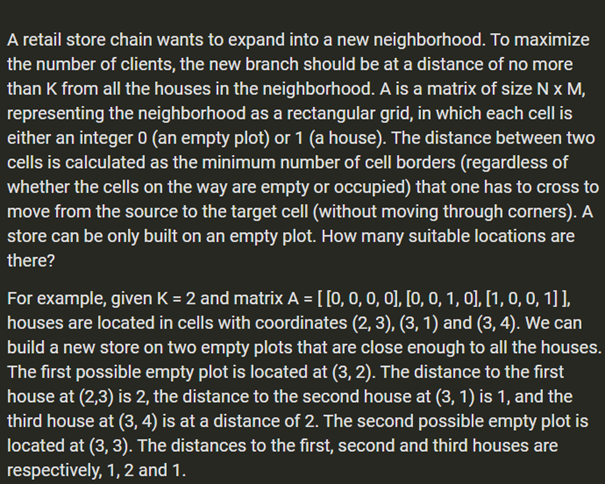 A retail store chain wants to expand into a new neighborhood. To maximize
the number of clients, the new branch should be at a distance of no more
than K from all the houses in the neighborhood. A is a matrix of size N x M,
representing the neighborhood as a rectangular grid, in which each cell is
either an integer 0 (an empty plot) or 1 (a house). The distance between two
cells is calculated as the minimum number of cell borders (regardless of
whether the cells on the way are empty or occupied) that one has to cross to
move from the source to the target cell (without moving through corners). A
store can be only built on an empty plot. How many suitable locations are
there?
For example, given K = 2 and matrix A = [ [0, 0, 0, 0], [0, 0, 1, 0], [1, 0, 0, 1] ],
houses are located in cells with coordinates (2, 3), (3, 1) and (3, 4). We can
build a new store on two empty plots that are close enough to all the houses.
The first possible empty plot is located at (3, 2). The distance to the first
house at (2,3) is 2, the distance to the second house at (3, 1) is 1, and the
third house at (3, 4) is at a distance of 2. The second possible empty plot is
located at (3, 3). The distances to the first, second and third houses are
respectively, 1, 2 and 1.